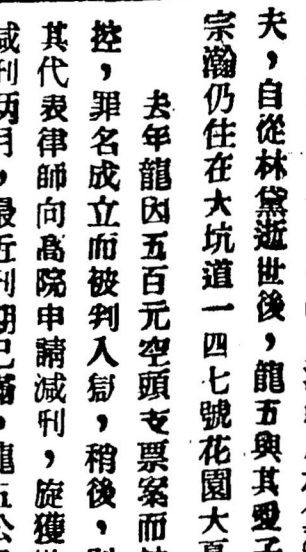 夫，自從林黛逝世後，龍五與其愛子
宗瀚仍住在大坑道一四七號花園大
去年龍因五百元空頭支票案而
控，罪名成立而被判入獄，稍後，
其代表律師向高院申請減刑，旋獲
減刑兩月，最近刑期已滿，龍五公